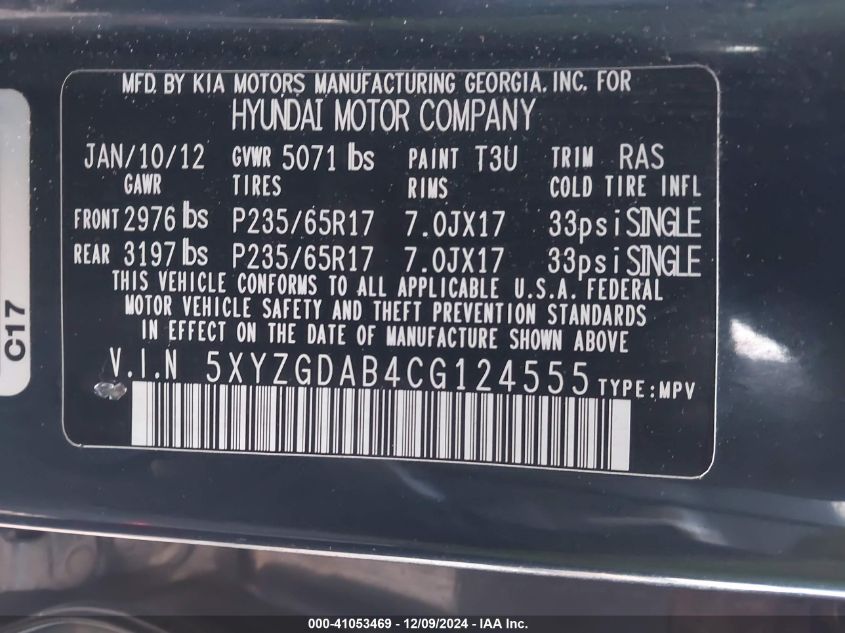 MFD. BY KIA MOTORS MANUFACTURING GEORGIA. INC. FOR
HYUNDAI MOTOR COMPANY
JAN/10/12 GVWR 5071 lbs PAINT T3U TRIM RAS
GAWR TIRES RIMS COLD TIRE INFL
FRONT 2976 lbs P235/65R17 7.0JX17 33psi SINGLE
REAR 3197 lbs P235/65R17 7.0JX17 33psi SINGLE
THIS VEHICLE CONFORMS TO ALL APPLICABLE U.S.A. FEDERAL
MOTOR VEHICLE SAFETY AND THEFT PREVENTION STANDARDS
IN EFFECT ON THE DATE OF MANUFACTURE SHOWN ABOVE
V.I.N 5XYZGDAB4CG124555 TYPE:MPV
C17
000-41053469 - 12/09/2024 - IAA Inc.